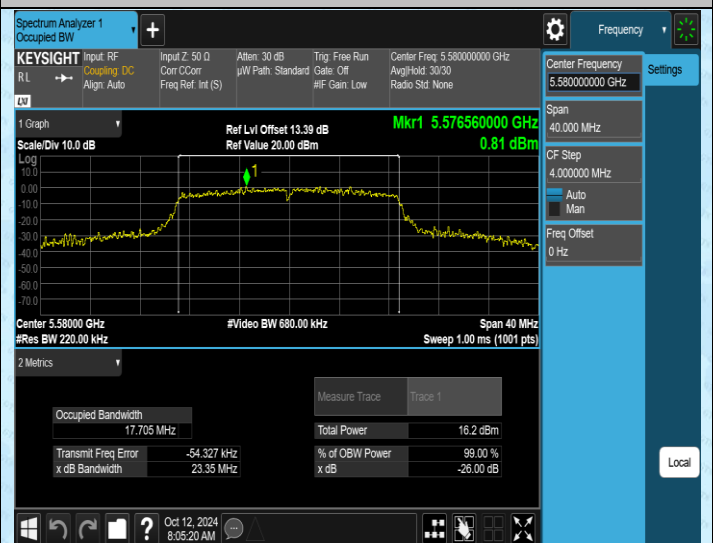 Spectrum Analyzer 1
Occupied BW
Frequency
KEYSIGHT
Input: RF
Input Z: 50 Ω
Atten: 30 dB
Trig: Free Run
Center Freq: 5.580000000 GHz
RL
Coupling: DC
Corr CCorr
µW Path: Standard
Gate: Off
Avg|Hold: 30/30
Align: Auto
Freq Ref: Int (S)
#IF Gain: Low
Radio Std: None
LXI
1 Graph
Ref Lvl Offset 13.39 dB
Mkr1 5.576560000 GHz
Scale/Div 10.0 dB
Ref Value 20.00 dBm
0.81 dBm
Log
10.0
0.00
-10.0
-20.0
-30.0
-40.0
-50.0
-60.0
-70.0
1
Center 5.58000 GHz
#Video BW 680.00 kHz
Span 40 MHz
#Res BW 220.00 kHz
Sweep 1.00 ms (1001 pts)
2 Metrics
Measure Trace
Trace 1
Occupied Bandwidth
17.705 MHz
Total Power
16.2 dBm
Transmit Freq Error
-54.327 kHz
% of OBW Power
99.00 %
x dB Bandwidth
23.35 MHz
x dB
-26.00 dB
Center Frequency
5.580000000 GHz
Settings
Span
40.000 MHz
CF Step
4.000000 MHz
Auto
Man
Freq Offset
0 Hz
Local
?
Oct 12, 2024
8:05:20 AM